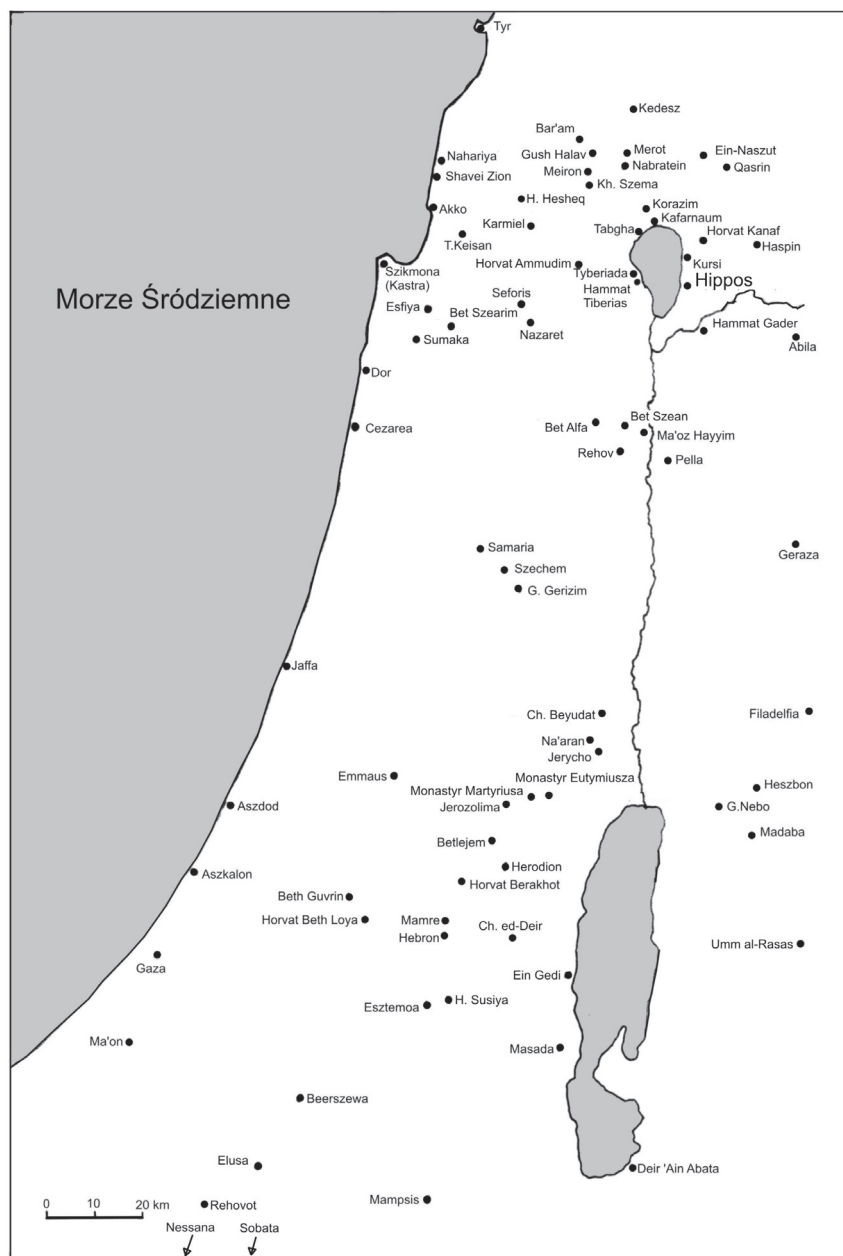 Tyr
Kedesz
Bar'am
Gush Halav
Merot
Ein-Naszut
Nahariya
Meiron
Nabratein
Qasrin
Shavei Zion
Kh. Szema
H. Hesheq
Akko
Korazim
Kafarnaum
Karmiel
Tabgha
T.Keisan
Horvat Kanaf
Haspin
Szikmona
(Kastra)
Horvat Ammudim
Kursi
Tyberiada
Hammat
Tiberias
Hippos
Morze Śródziemne
Seforis
Esfiya
Bet Szearim
Nazaret
Sumaka
Hammat Gader
Abila
Dor
Cezarea
Bet Alfa
Bet Szean
Ma'oz Hayyim
Rehov
Pella
Samaria
Geraza
Szechem
G. Gerizim
Jaffa
Ch. Beyudat
Filadelfia
Na'aran
Jerycho
Emmaus
Monastyr Eutymiusza
Monastyr Martyriusa
Heszbon
Jerozolima
G.Nebo
Aszdod
Madaba
Betlejem
Aszkalon
Herodion
Horvat Berakhot
Beth Guvrin
Horvat Beth Loya
Mamre
Ch. ed-Deir
Hebron
Umm al-Rasas
Gaza
Ein Gedi
H. Susiya
Esztemoa
Ma'on
Masada
Beerszewa
Elusa
Deir 'Ain Abata
0 10 20 km
Rehovot
Mampsis
Nessana
Sobata